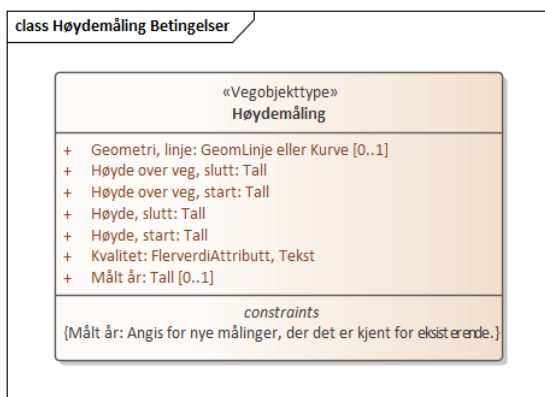 class Høydemåling Betingelser
«Vegobjekttype»
Høydemåling
+ Geometri, linje: GeomLinje eller Kurve [0..1]
+ Høyde over veg, slutt: Tall
+ Høyde over veg, start: Tall
+ Høyde, slutt: Tall
+ Høyde, start: Tall
+ Kvalitet: FlerverdiAttributt, Tekst
+ Målt år: Tall [0..1]
constraints
{Målt år: Angis for nye målinger, der det er kjent for eksisterende.}